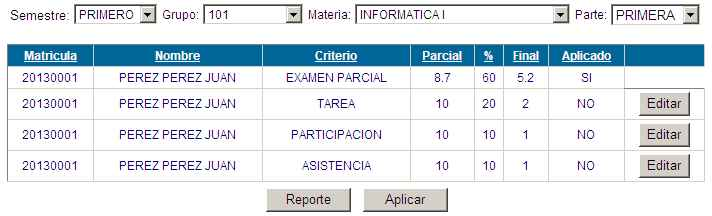 Semestre: PRIMERO Grupo: 101 Materia: INFORMATICA I Parte: PRIMERA
Matricula Nombre Criterio Parcial % Final Aplicado
20130001 PEREZ PEREZ JUAN EXAMEN PARCIAL 8.7 60 5.2 SI
20130001 PEREZ PEREZ JUAN TAREA 10 20 2 NO Editar
20130001 PEREZ PEREZ JUAN PARTICIPACION 10 10 1 NO Editar
20130001 PEREZ PEREZ JUAN ASISTENCIA 10 10 1 NO Editar
Reporte Aplicar